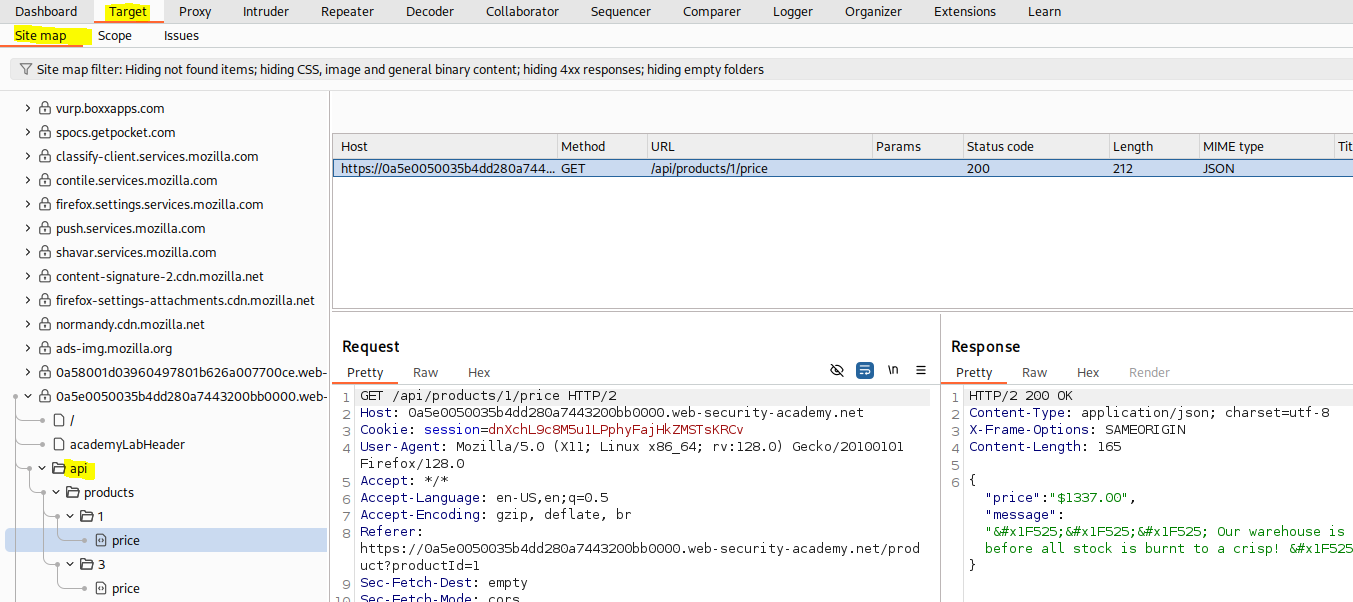 Dashboard Target Proxy Intruder Repeater Decoder Collaborator Sequencer Comparer Logger Organizer Extensions Learn
Site map Scope Issues
Site map filter: Hiding not found items; hiding CSS, image and general binary content; hiding 4xx responses; hiding empty folders
vurp.boxxapps.com
spocs.getpocket.com
classify-client.services.mozilla.com
contile.services.mozilla.com
firefox.settings.services.mozilla.com
push.services.mozilla.com
shavar.services.mozilla.com
content-signature-2.cdn.mozilla.net
firefox-settings-attachments.cdn.mozilla.net
normandy.cdn.mozilla.net
ads-img.mozilla.org
0a58001d03960497801b626a007700ce.web-
0a5e0050035b4dd280a7443200bb0000.web-
/
academyLabHeader
api
products
1
price
3
price
Host Method URL Params Status code Length MIME type Tit
https://0a5e0050035b4dd280a744... GET /api/products/1/price 200 212 JSON
Request
Pretty Raw Hex \n
1 GET /api/products/1/price HTTP/2
2 Host: 0a5e0050035b4dd280a7443200bb0000.web-security-academy.net
3 Cookie: session=dnXchL9c8M5u1LPphyFajHkZMSTsKRCv
4 User-Agent: Mozilla/5.0 (X11; Linux x86_64; rv:128.0) Gecko/20100101
Firefox/128.0
5 Accept: */*
6 Accept-Language: en-US,en;q=0.5
7 Accept-Encoding: gzip, deflate, br
8 Referer:
https://0a5e0050035b4dd280a7443200bb0000.web-security-academy.net/prod
uct?productId=1
9 Sec-Fetch-Dest: empty
10 Sec-Fetch-Mode: cors
Response
Pretty Raw Hex Render
1 HTTP/2 200 OK
2 Content-Type: application/json; charset=utf-8
3 X-Frame-Options: SAMEORIGIN
4 Content-Length: 165
5
6 {
"price":"$1337.00",
"message":
"&#x1F525;&#x1F525;&#x1F525; Our warehouse is
before all stock is burnt to a crisp! &#x1F525
}